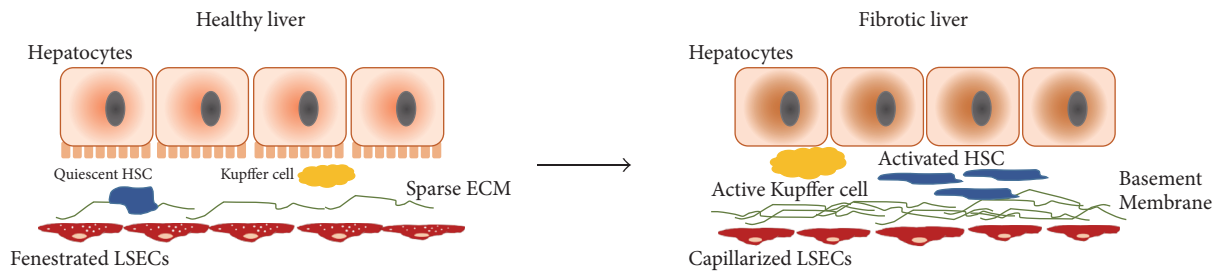 Healthy liver
Hepatocytes
Quiescent HSC
Kupffer cell
Sparse ECM
Fenestrated LSECs
Fibrotic liver
Hepatocytes
Activated HSC
Active Kupffer cell
Basement
Membrane
Capillarized LSECs